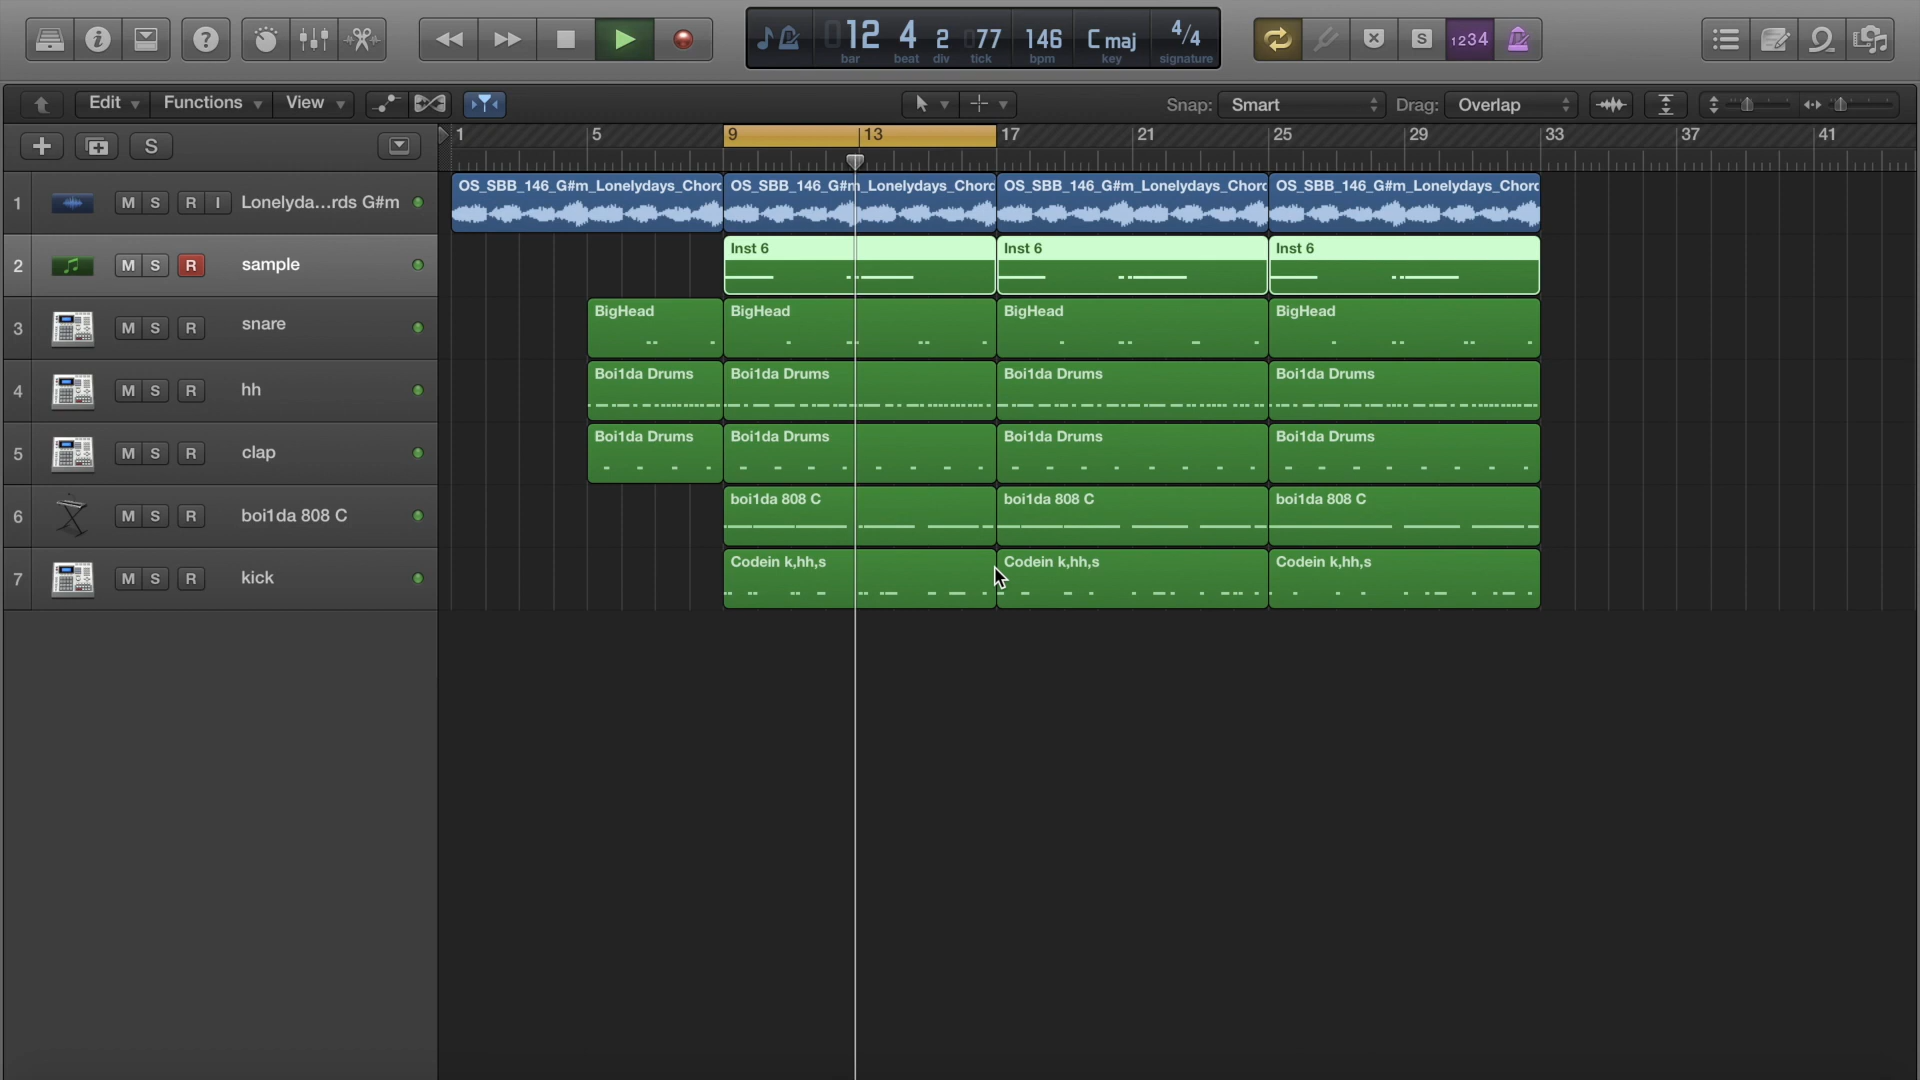 12 4 2 77 146 C maj 4/4
bar beat div tick bpm key signature
S 1234
Edit Functions View Snap: Smart Drag: Overlap
S 1 5 9 13 17 21 25 29 33 37 41
1 M S R I Lonelyda...rds G#m OS_SBB_146_G#m_Lonelydays_Chord OS_SBB_146_G#m_Lonelydays_Chord OS_SBB_146_G#m_Lonelydays_Chord OS_SBB_146_G#m_Lonelydays_Chord
2 M S R sample Inst 6 Inst 6 Inst 6
3 M S R snare BigHead BigHead BigHead BigHead
4 M S R hh Boi1da Drums Boi1da Drums Boi1da Drums Boi1da Drums
5 M S R clap Boi1da Drums Boi1da Drums Boi1da Drums Boi1da Drums
6 M S R boi1da 808 C boi1da 808 C boi1da 808 C boi1da 808 C
7 M S R kick Codein k,hh,s Codein k,hh,s Codein k,hh,s